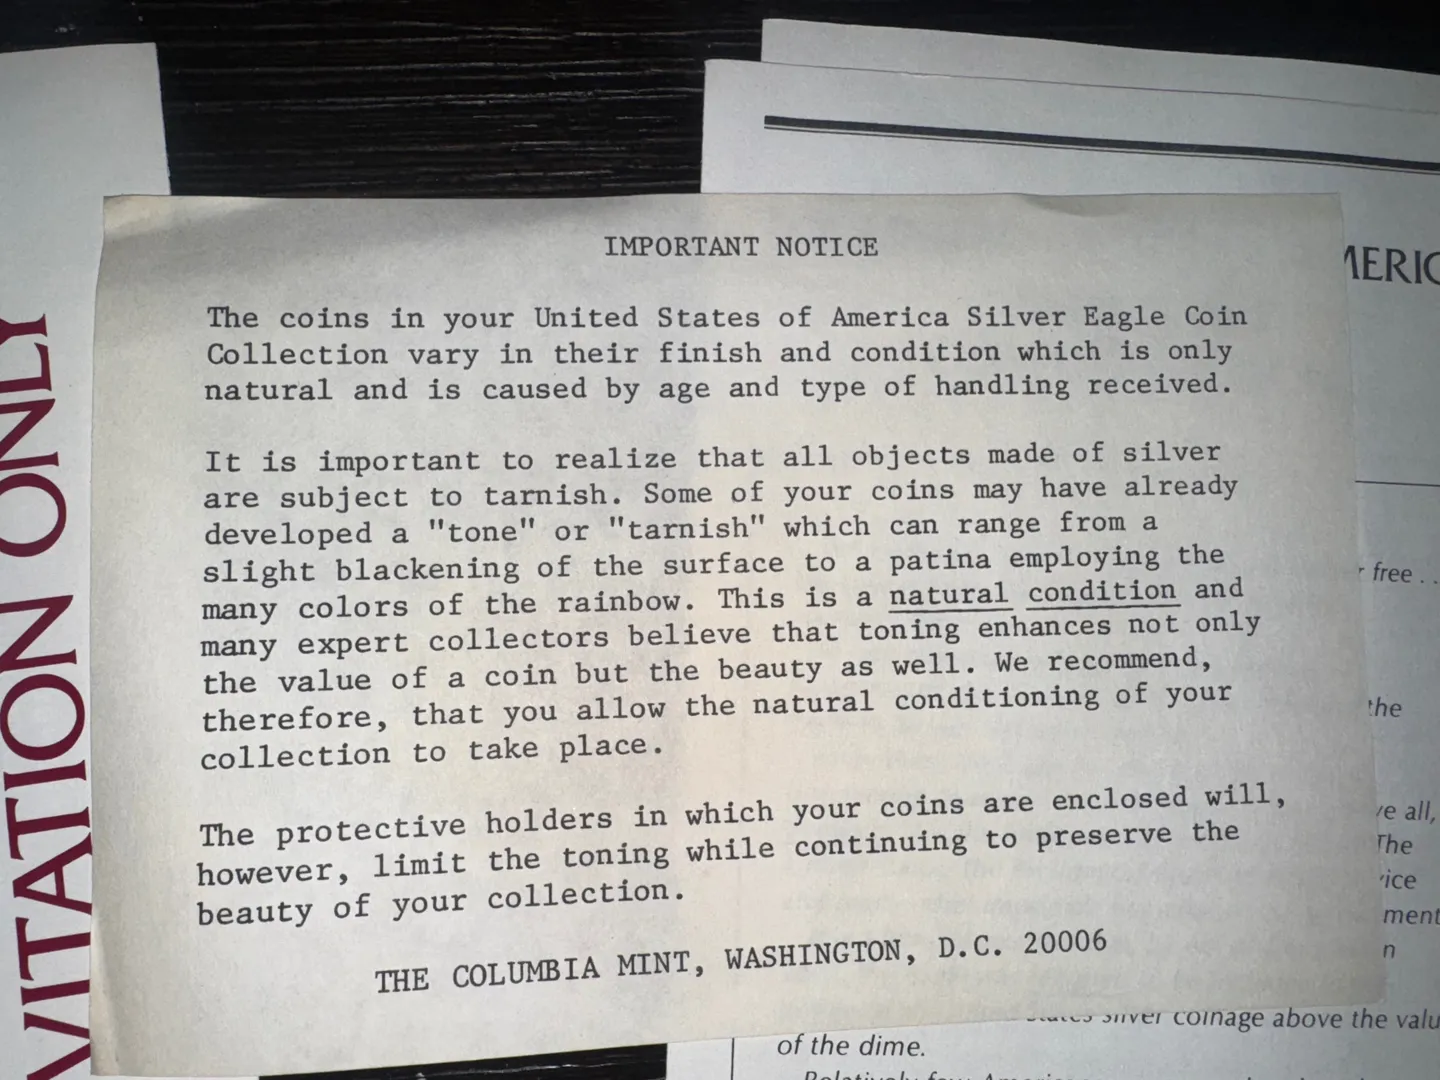 IMPORTANT NOTICE
The coins in your United States of America Silver Eagle Coin
Collection vary in their finish and condition which is only
natural and is caused by age and type of handling received.
It is important to realize that all objects made of silver
are subject to tarnish. Some of your coins may have already
developed a "tone" or "tarnish" which can range from a
slight blackening of the surface to a patina employing the
many colors of the rainbow. This is a natural condition and
many expert collectors believe that toning enhances not only
the value of a coin but the beauty as well. We recommend,
therefore, that you allow the natural conditioning of your
collection to take place.
The protective holders in which your coins are enclosed will,
however, limit the toning while continuing to preserve the
beauty of your collection.
THE COLUMBIA MINT, WASHINGTON, D.C. 20006
VITATION ONLY
MERIC
r free . .
the
ve all,
The
vice
ment
n
silver coinage above the valu
of the dime.